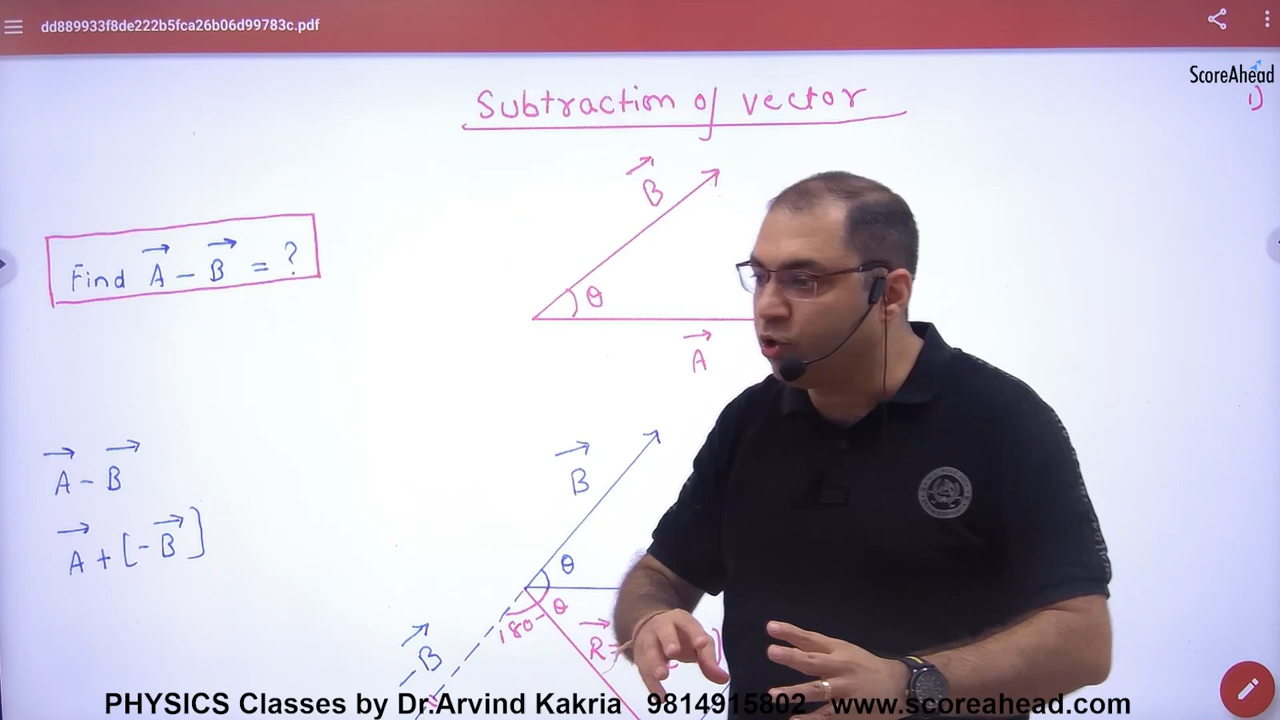 dd889933f8de222b5fca26b06d99783c.pdf
ScoreAhead
1)
Subtraction of vector
B⃗
Find A⃗ − B⃗ = ?
θ
A⃗
A⃗ − B⃗
B⃗
A⃗ + [−B⃗]
θ
180−θ
R⃗ =
B⃗
PHYSICS Classes by Dr.Arvind Kakria 9814915802 www.scoreahead.com